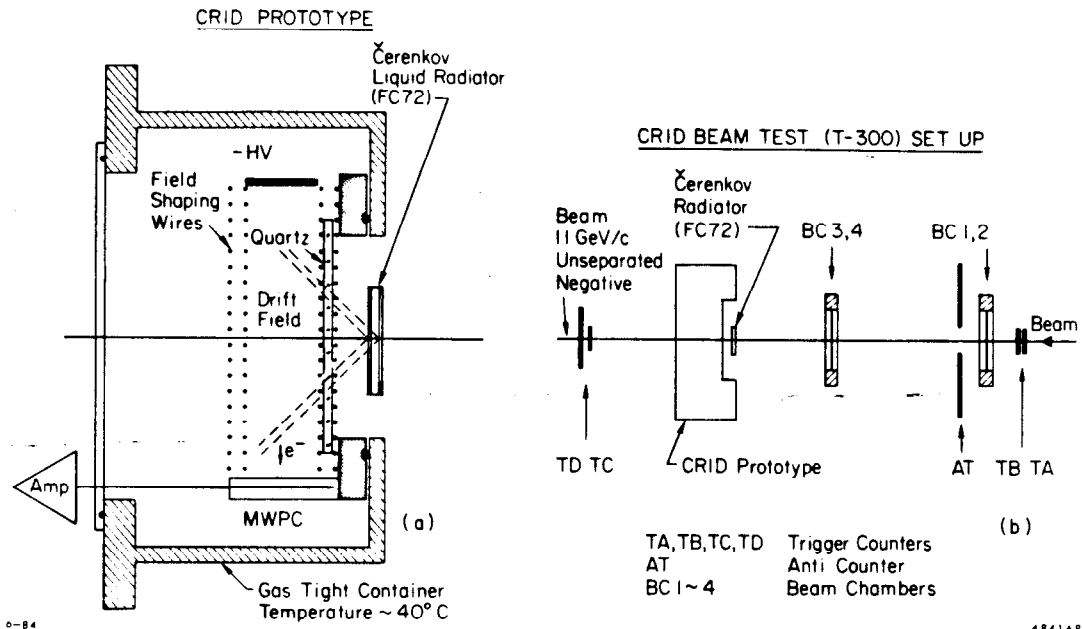 CRID PROTOTYPE
Čerenkov
Liquid Radiator
(FC72)
-HV
Field
Shaping
Wires
Quartz
Drift
Field
e⁻
Amp
MWPC
(a)
Gas Tight Container
Temperature ~ 40° C
CRID BEAM TEST (T-300) SET UP
Beam
11 GeV/c
Unseparated
Negative
Čerenkov
Radiator
(FC72)
BC 3,4
BC 1,2
Beam
TD TC
CRID Prototype
AT
TB TA
(b)
TA,TB,TC,TD Trigger Counters
AT Anti Counter
BC 1~4 Beam Chambers